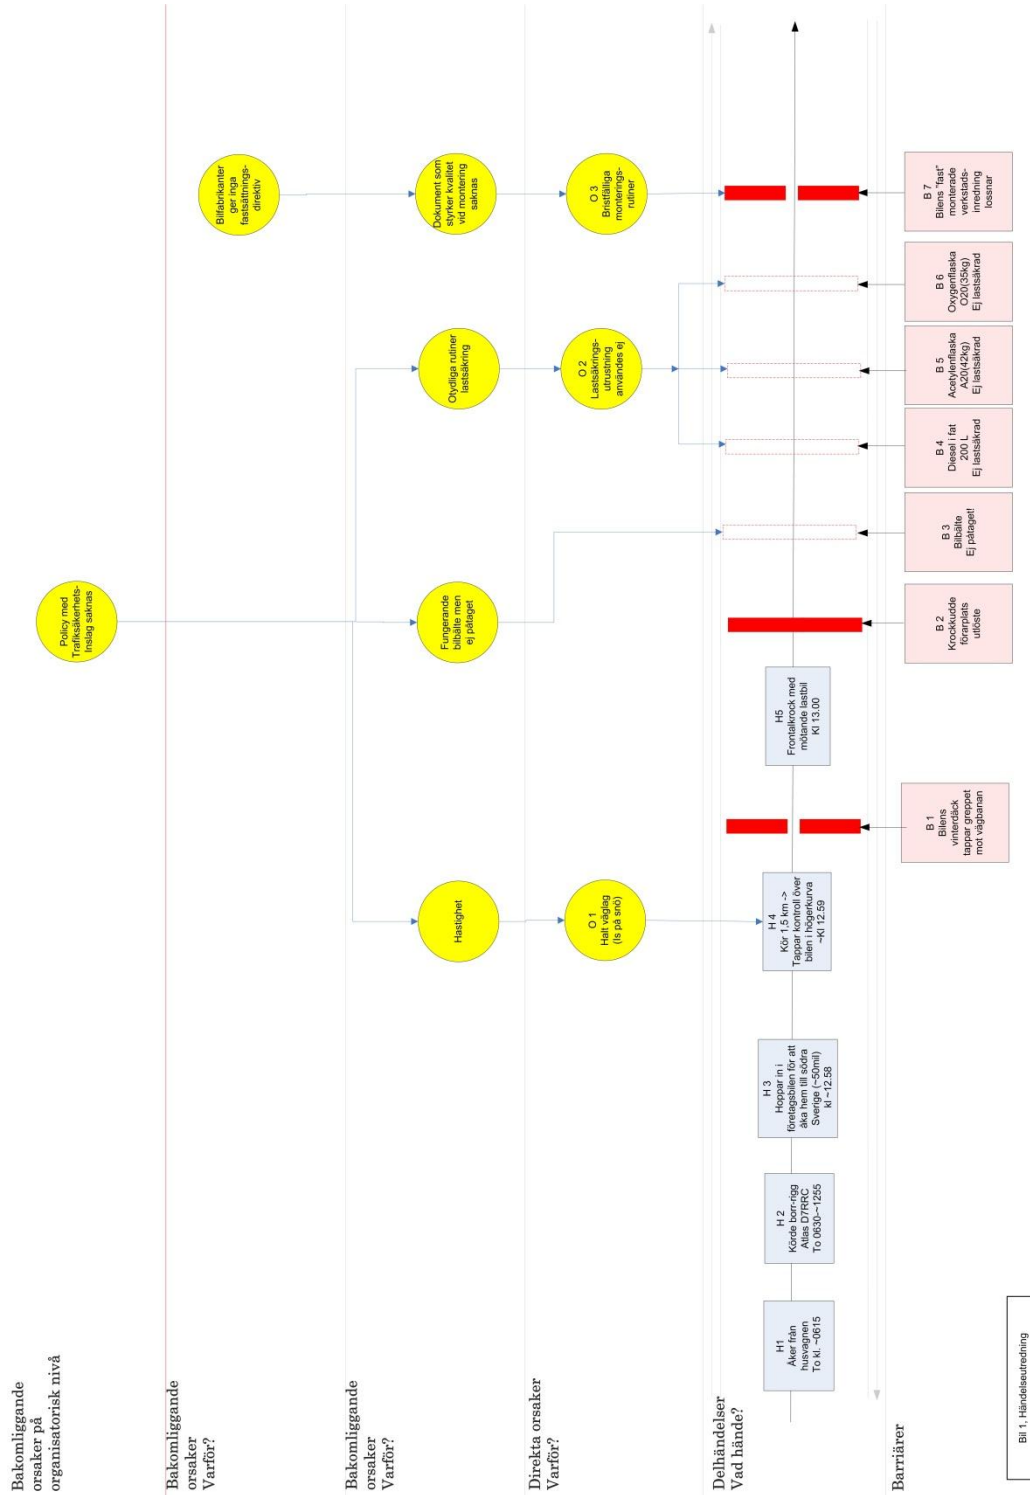 Bakomliggande
orsaker på
organisatorisk nivå
Policy med
Trafiksäkerhets-
Inslag saknas
Bakomliggande
orsaker
Varför?
Bilfabrikanter
ger inga
fastsättnings-
direktiv
Bakomliggande
orsaker
Varför?
Hastighet
Fungerande
bilbälte men
ej påtaget
Otydliga rutiner
lastsäkring
Dokument som
styrker kvalitet
vid montering
saknas
Direkta orsaker
Varför?
O 1
Halt väglag
(Is på snö)
O 2
Lastsäkrings-
utrustning
användes ej
O 3
Bristfälliga
monterings-
rutiner
Delhändelser
Vad hände?
H1
Åker från
husvagnen
To kl. ~0615
H 2
Körde borr-rigg
Atlas D7RRC
To 0630-~1255
H 3
Hoppar in i
företagsbilen för att
åka hem till södra
Sverige (~50mil)
kl ~12.58
H 4
Kör 1,5 km ->
Tappar kontroll över
bilen i högerkurva
~Kl 12.59
H5
Frontalkrock med
mötande lastbil
Kl 13.00
Barriärer
B 1
Bilens
vinterdäck
tappar greppet
mot vägbanan
B 2
Krockkudde
förarplats
utlöste
B 3
Bilbälte
Ej påtaget!
B 4
Diesel i fat
200 L
Ej lastsäkrad
B 5
Acetylenflaska
A20(42kg)
Ej lastsäkrad
B 6
Oxygenflaska
O20(35kg)
Ej lastsäkrad
B 7
Bilens "fast"
monterade
verkstads-
inredning
lossnar
Bil 1, Händelseutredning